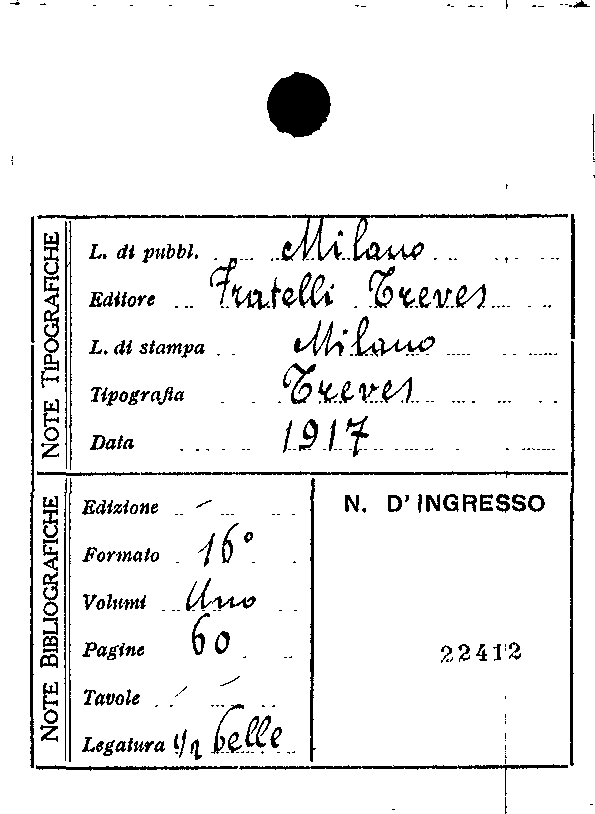 NOTE TIPOGRAFICHE
L. di pubbl. Milano
Editore Fratelli Treves
L. di stampa Milano
Tipografia Treves
Data 1917
NOTE BIBLIOGRAFICHE
Edizione -
Formato 16°
Volumi Uno
Pagine 60
Tavole - -
Legatura 1/2 pelle
N. D'INGRESSO
22412